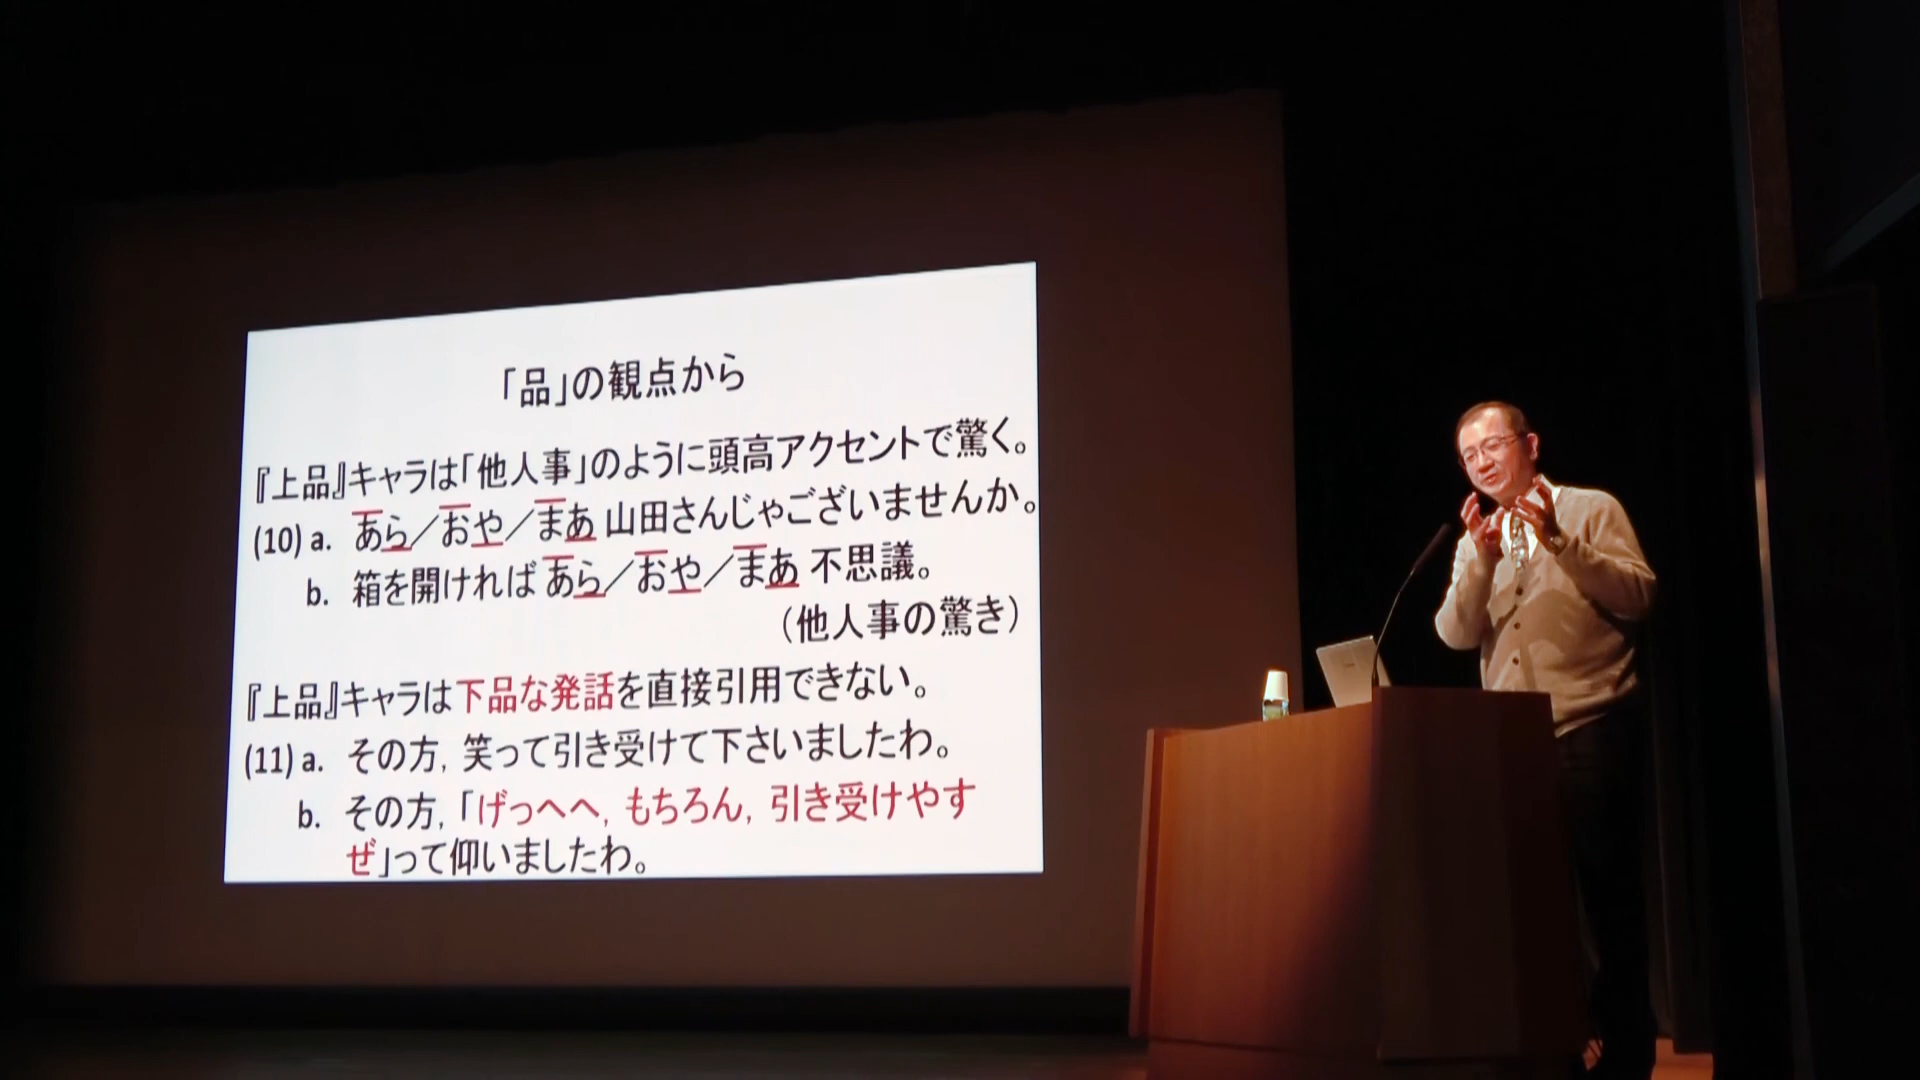 「品」の観点から
『上品』キャラは「他人事」のように頭高アクセントで驚く。
(10) a. あら／おや／まあ 山田さんじゃございませんか。
b. 箱を開ければ あら／おや／まあ 不思議。
（他人事の驚き）
『上品』キャラは下品な発話を直接引用できない。
(11) a. その方, 笑って引き受けて下さいましたわ。
b. その方,「げっへへ, もちろん, 引き受けやす
ぜ」って仰いましたわ。